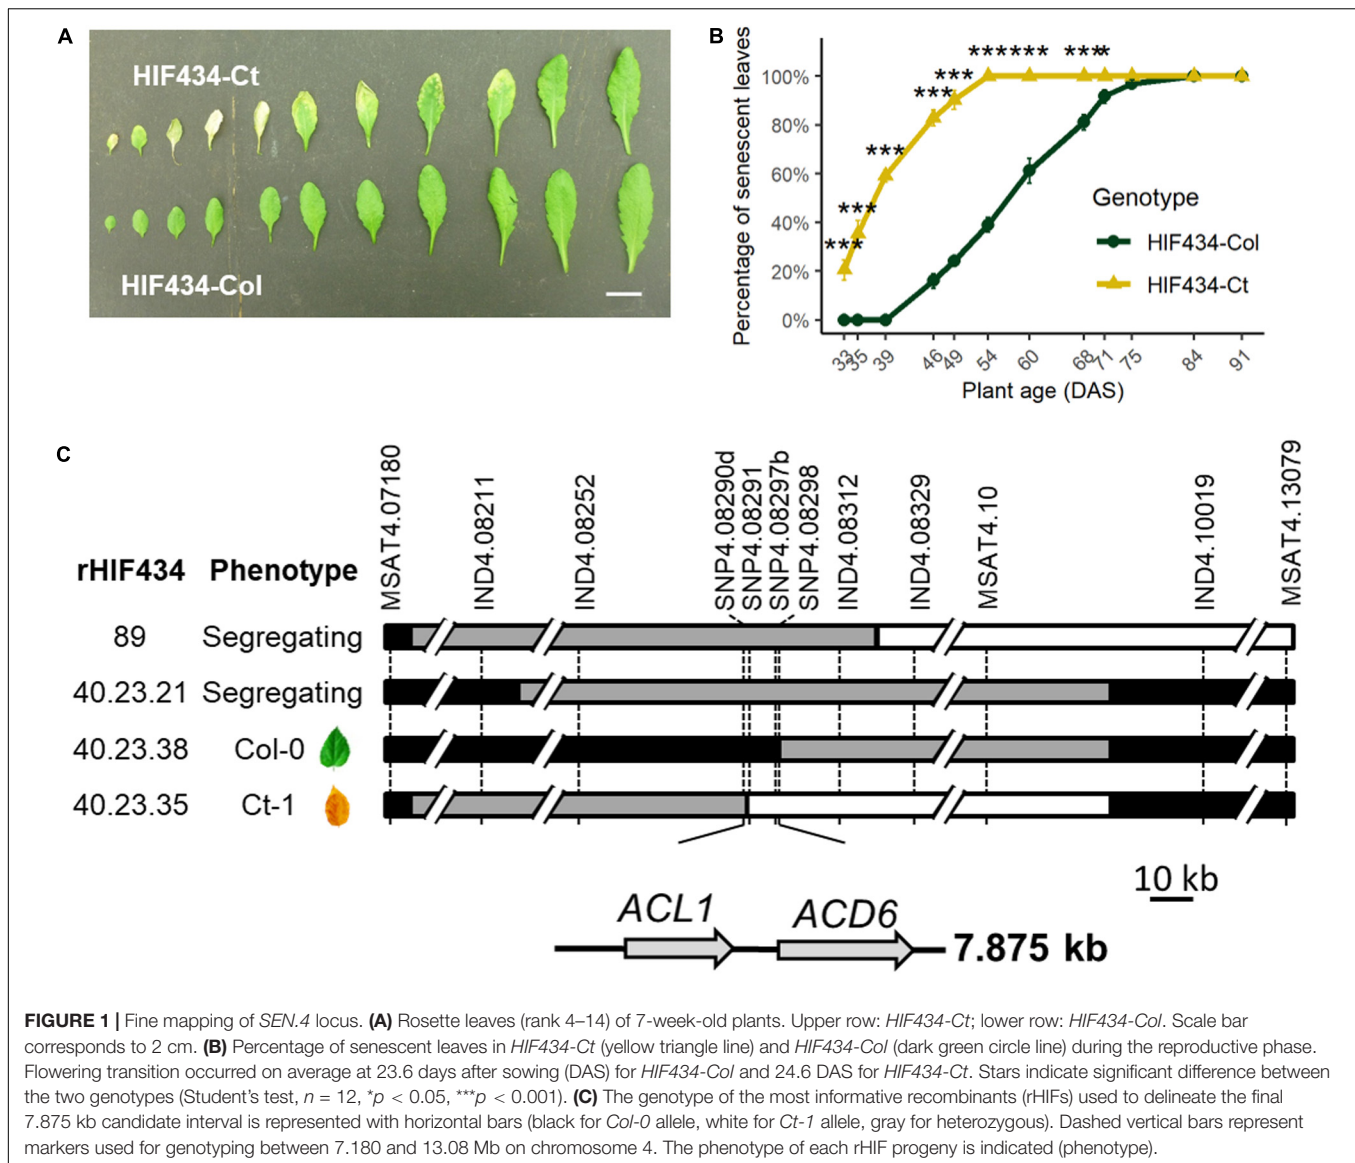 A
HIF434-Ct
HIF434-Col
B
Percentage of senescent leaves
100%
80%
60%
40%
20%
0%
***
***
***
***
***
******
****
33 35 39 46 49 54 60 68 71 75 84 91
Plant age (DAS)
Genotype
HIF434-Col
HIF434-Ct
C
MSAT4.07180
IND4.08211
IND4.08252
SNP4.08290d
SNP4.08291
SNP4.08297b
SNP4.08298
IND4.08312
IND4.08329
MSAT4.10
IND4.10019
MSAT4.13079
rHIF434 Phenotype
89 Segregating
40.23.21 Segregating
40.23.38 Col-0
40.23.35 Ct-1
10 kb
ACL1 ACD6
7.875 kb
FIGURE 1 | Fine mapping of SEN.4 locus. (A) Rosette leaves (rank 4–14) of 7-week-old plants. Upper row: HIF434-Ct; lower row: HIF434-Col. Scale bar
corresponds to 2 cm. (B) Percentage of senescent leaves in HIF434-Ct (yellow triangle line) and HIF434-Col (dark green circle line) during the reproductive phase.
Flowering transition occurred on average at 23.6 days after sowing (DAS) for HIF434-Col and 24.6 DAS for HIF434-Ct. Stars indicate significant difference between
the two genotypes (Student's test, n = 12, *p < 0.05, ***p < 0.001). (C) The genotype of the most informative recombinants (rHIFs) used to delineate the final
7.875 kb candidate interval is represented with horizontal bars (black for Col-0 allele, white for Ct-1 allele, gray for heterozygous). Dashed vertical bars represent
markers used for genotyping between 7.180 and 13.08 Mb on chromosome 4. The phenotype of each rHIF progeny is indicated (phenotype).